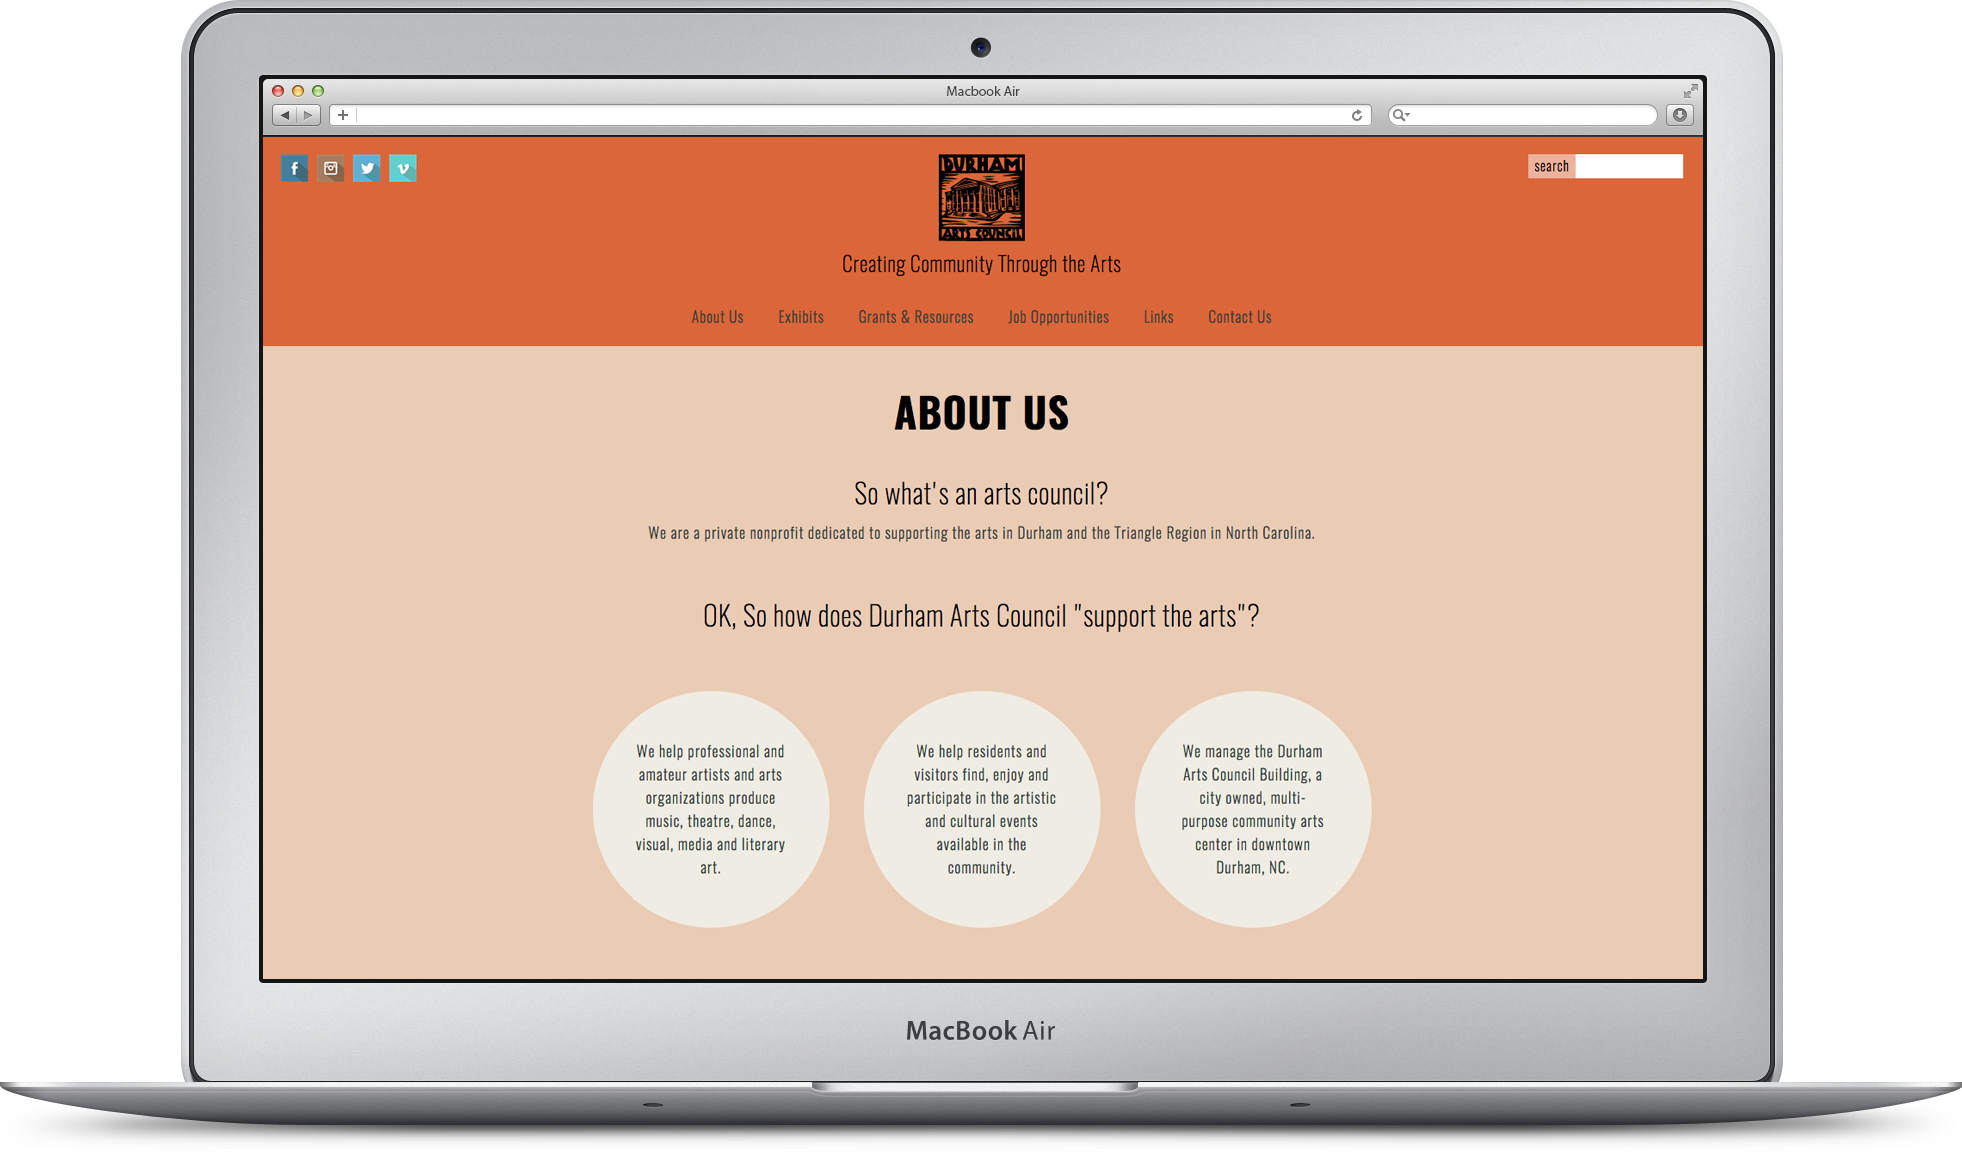 Macbook Air
search
DURHAM
ARTS COUNCIL
Creating Community Through the Arts
About Us Exhibits Grants & Resources Job Opportunities Links Contact Us
ABOUT US
So what's an arts council?
We are a private nonprofit dedicated to supporting the arts in Durham and the Triangle Region in North Carolina.
OK, So how does Durham Arts Council "support the arts"?
We help professional and
amateur artists and arts
organizations produce
music, theatre, dance,
visual, media and literary
art.
We help residents and
visitors find, enjoy and
participate in the artistic
and cultural events
available in the
community.
We manage the Durham
Arts Council Building, a
city owned, multi-
purpose community arts
center in downtown
Durham, NC.
MacBook Air